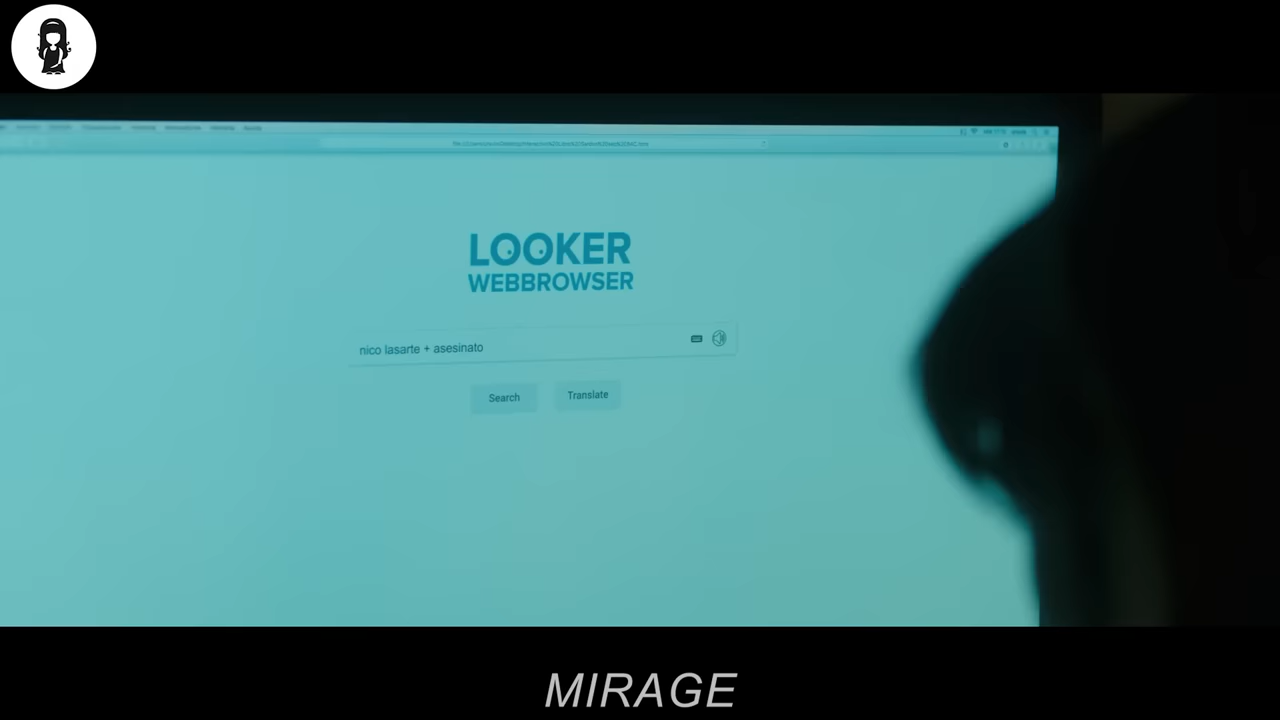 LOOKER
WEBBROWSER
nico lasarte + asesinato
Search Translate
MIRAGE